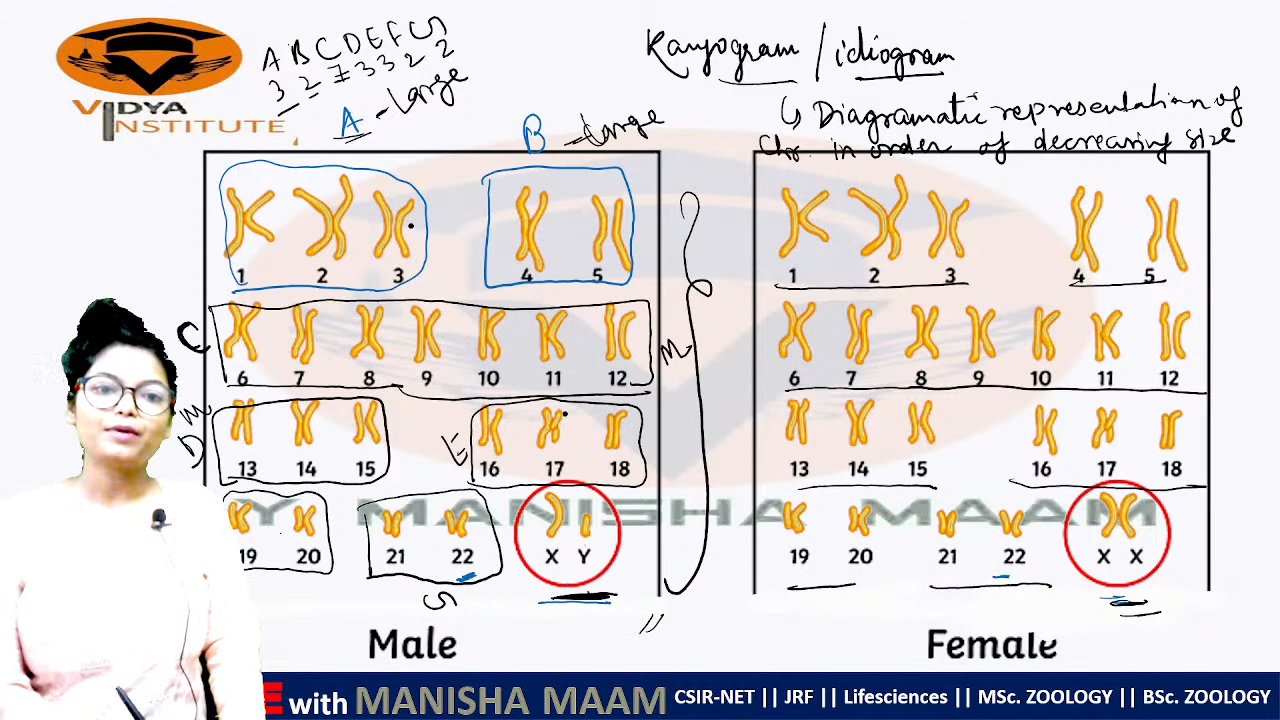 VIDYA
INSTITUTE
A B C D E F G
3 2 7 3 3 2 2
A - Large
B - Large
Karyogram / idiogram
↳ Diagramatic representation of
Chr. in order of decreasing size
1 2 3 4 5
C 6 7 8 9 10 11 12 M
M
D 13 14 15 E 16 17 18
19 20 21 22 X Y
S
Male
1 2 3 4 5
6 7 8 9 10 11 12
13 14 15 16 17 18
19 20 21 22 X X
Female
Y MANISHA MAAM
E with MANISHA MAAM CSIR-NET || JRF || Lifesciences || MSc. ZOOLOGY || BSc. ZOOLOGY